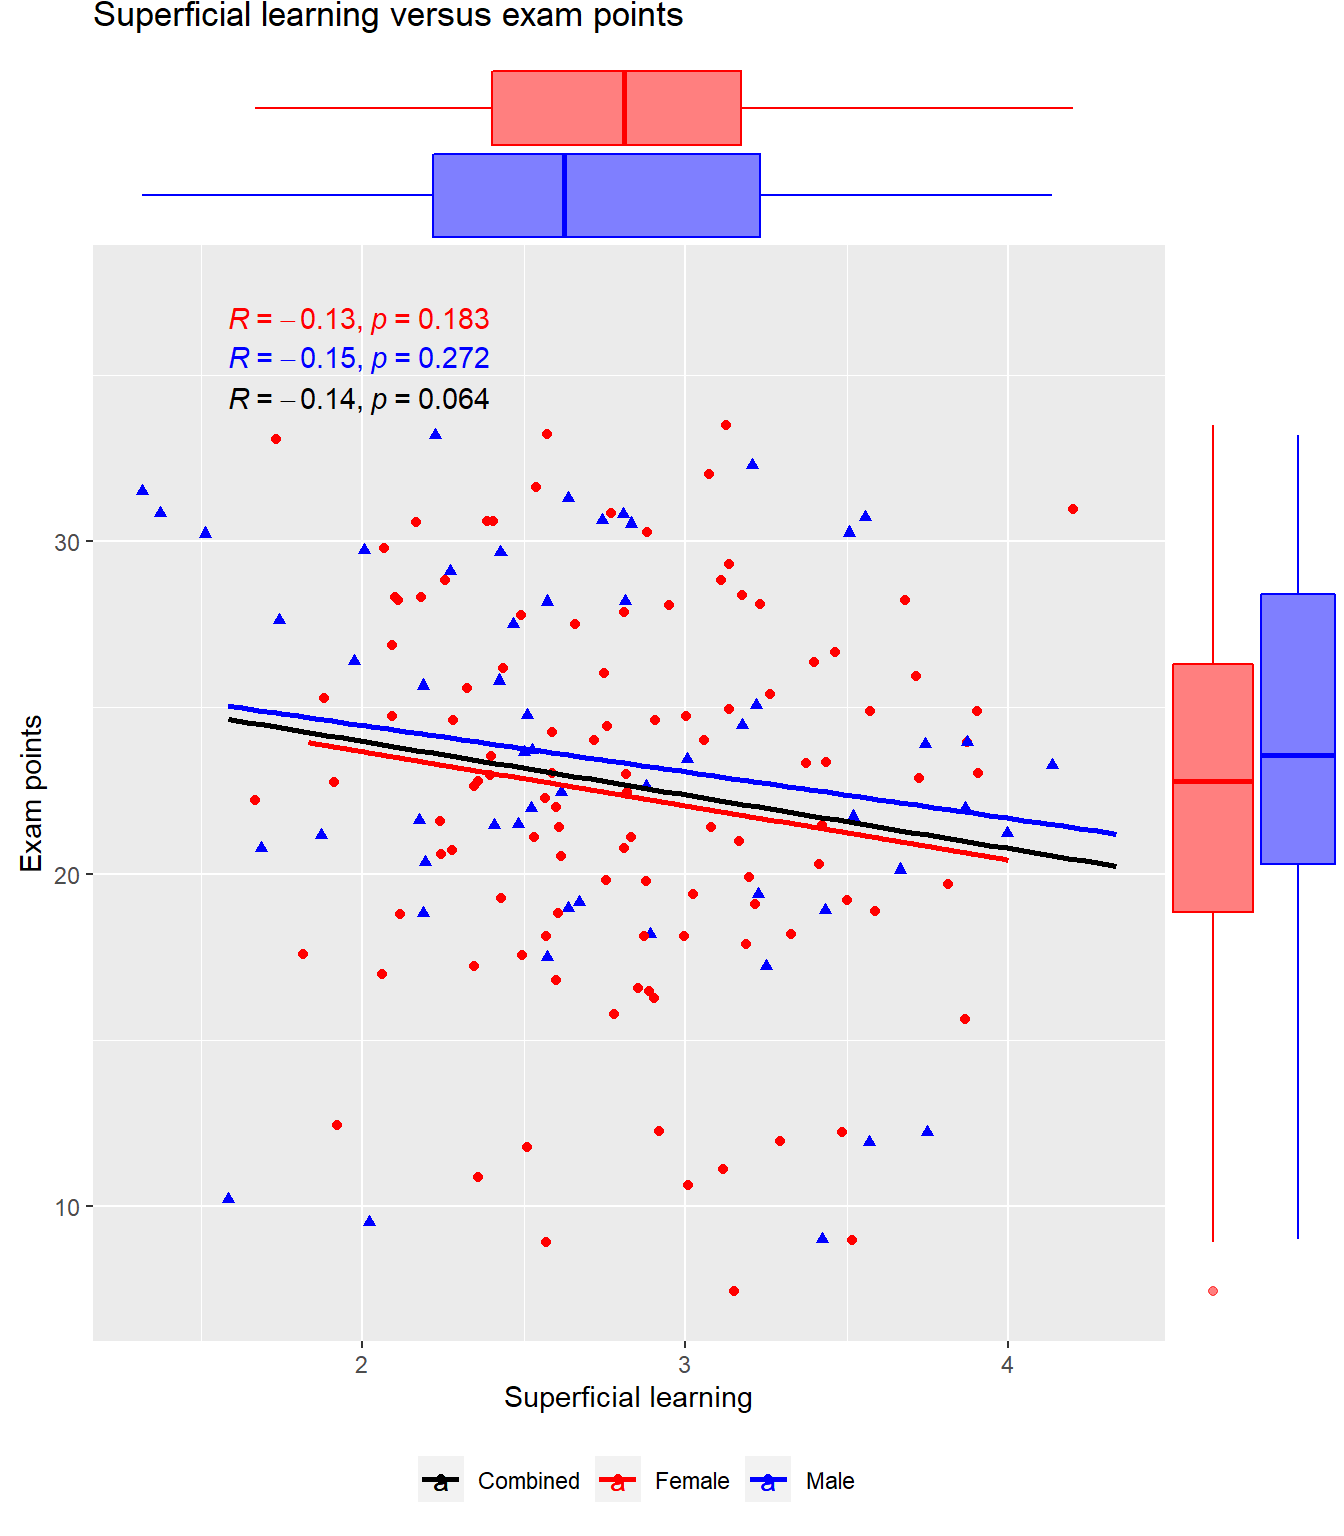 Superficial learning versus exam points
R = −0.13, p = 0.183
R = −0.15, p = 0.272
R = −0.14, p = 0.064
30
20
10
Exam points
2 3 4
Superficial learning
a Combined a Female a Male